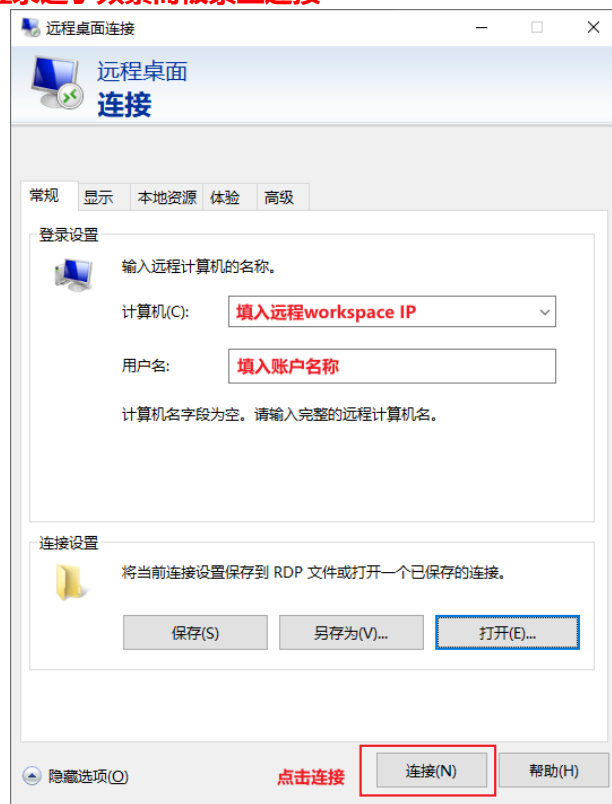 远程桌面连接
远程桌面
连接
常规 显示 本地资源 体验 高级
登录设置
输入远程计算机的名称。
计算机(C): 填入远程workspace IP
用户名: 填入账户名称
计算机名字段为空。请输入完整的远程计算机名。
连接设置
将当前连接设置保存到 RDP 文件或打开一个已保存的连接。
保存(S) 另存为(V)... 打开(E)...
隐藏选项(O) 点击连接 连接(N) 帮助(H)